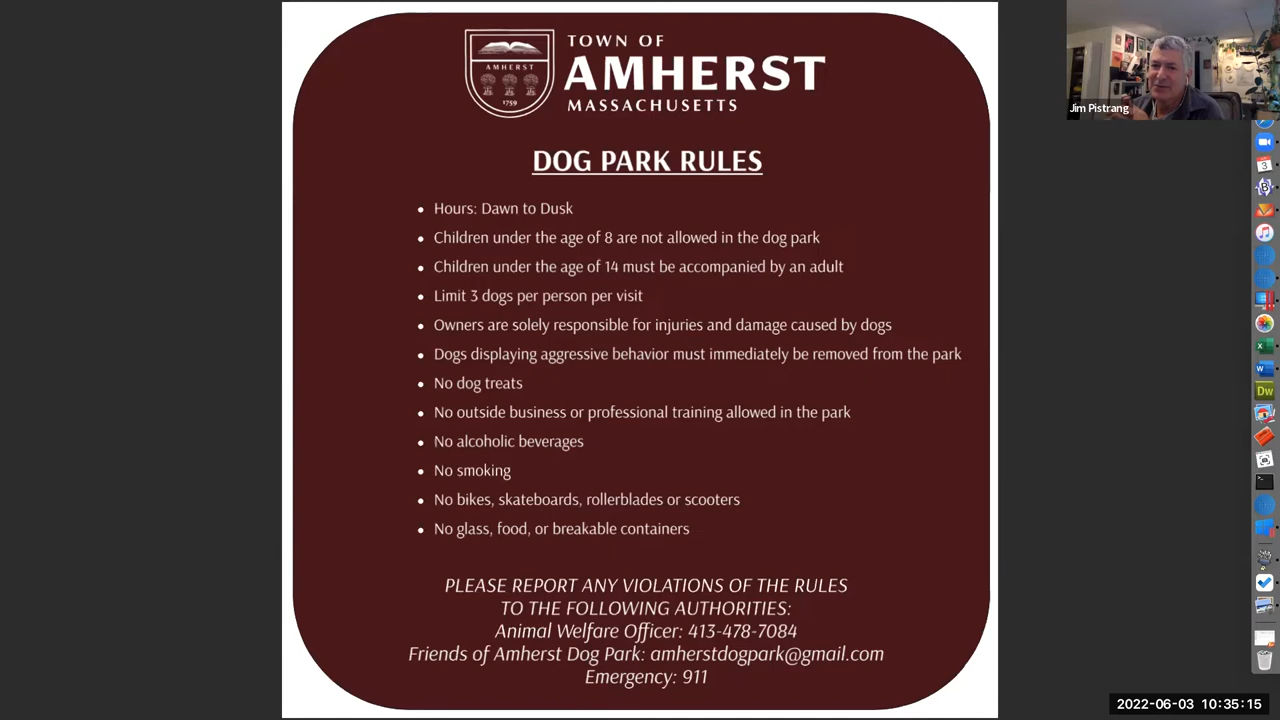 AMHERST
1759
TOWN OF
AMHERST
MASSACHUSETTS
Jim Pistrang
DOG PARK RULES
• Hours: Dawn to Dusk
• Children under the age of 8 are not allowed in the dog park
• Children under the age of 14 must be accompanied by an adult
• Limit 3 dogs per person per visit
• Owners are solely responsible for injuries and damage caused by dogs
• Dogs displaying aggressive behavior must immediately be removed from the park
• No dog treats
• No outside business or professional training allowed in the park
• No alcoholic beverages
• No smoking
• No bikes, skateboards, rollerblades or scooters
• No glass, food, or breakable containers
PLEASE REPORT ANY VIOLATIONS OF THE RULES
TO THE FOLLOWING AUTHORITIES:
Animal Welfare Officer: 413-478-7084
Friends of Amherst Dog Park: amherstdogpark@gmail.com
Emergency: 911
3
B
Dw
2022-06-03 10:35:15